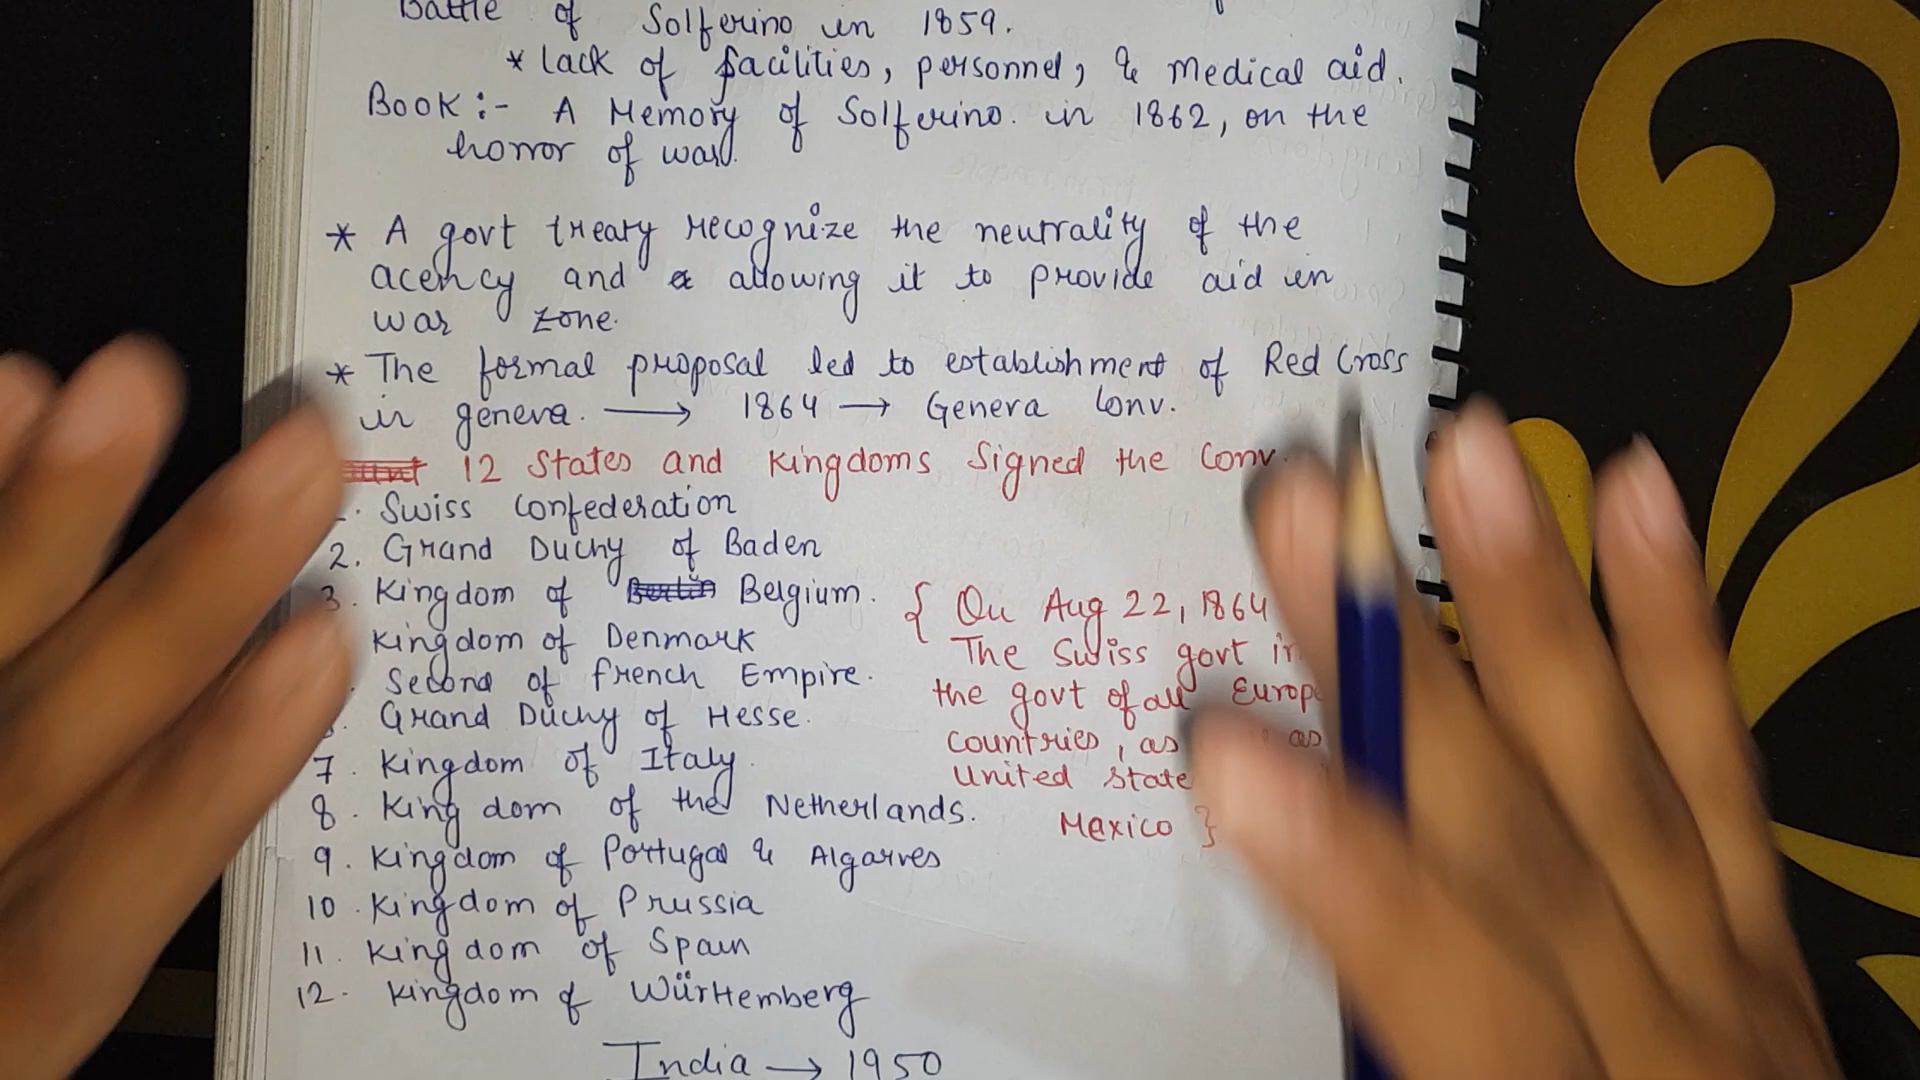 Battle of Solferino in 1859.
* lack of facilities, personnel, & medical aid.
Book :- A Memory of Solferino. in 1862, on the
horror of war.
* A govt treaty recognize the neutrality of the
acency and allowing it to provide aid in
war zone.
* The formal proposal led to establishment of Red Cross
in geneva. → 1864 → Geneva Conv.
12 States and Kingdoms Signed the Conv.
Swiss Confederation
2. Grand Duchy of Baden
3. Kingdom of Belgium.
Kingdom of Denmark
Second of french Empire.
Grand Duchy of Hesse.
7. Kingdom of Italy.
8. King dom of the Netherlands.
9. Kingdom of Portugal & Algarves
10. Kingdom of Prussia
11. King dom of Spain
12. Kingdom of Würtemberg
{ On Aug 22, 1864
The Swiss govt
the govt of all Europ
countries, as as
United State
Mexico }
India → 1950